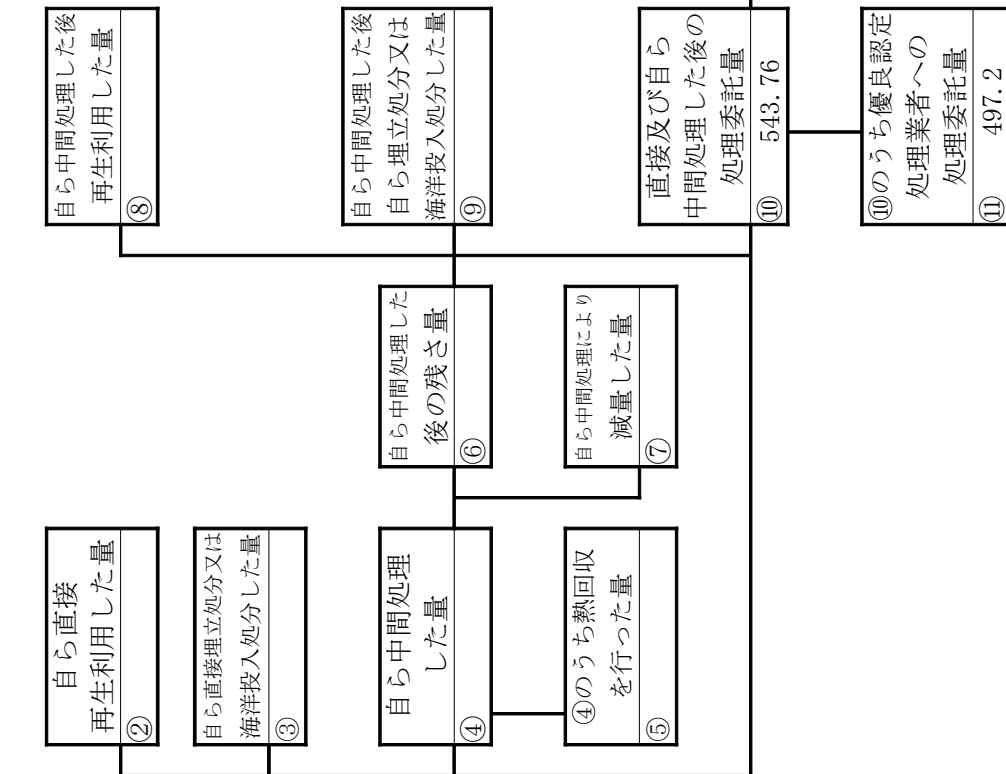 自ら直接
再生利用した量
②
自ら直接埋立処分又は
海洋投入処分した量
③
自ら中間処理
した量
④
④のうち熱回収
を行った量
⑤
自ら中間処理した
後の残さ量
⑥
自ら中間処理により
減量した量
⑦
自ら中間処理した後
再生利用した量
⑧
自ら中間処理した後
自ら埋立処分又は
海洋投入処分した量
⑨
直接及び自ら
中間処理した後の
処理委託量
⑩ 543.76
⑩のうち優良認定
処理業者への
処理委託量
⑪ 497.2